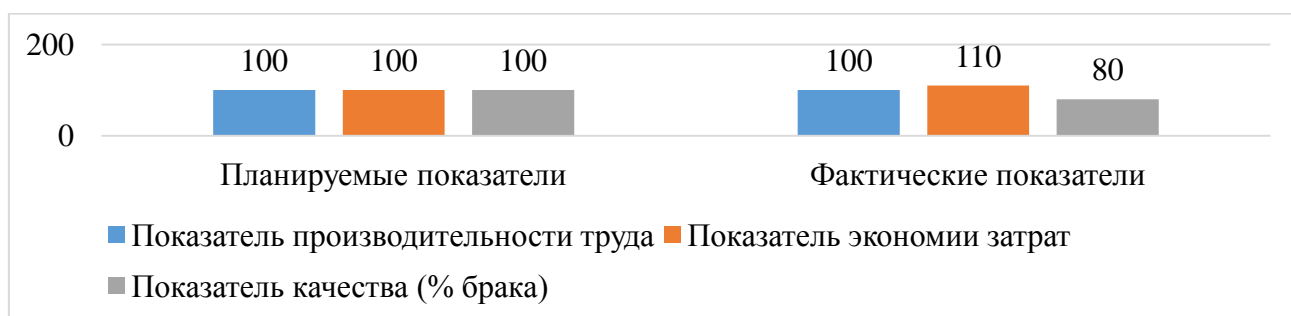 200
100 100 100 100 110 80
0
Планируемые показатели Фактические показатели
Показатель производительности труда Показатель экономии затрат
Показатель качества (% брака)